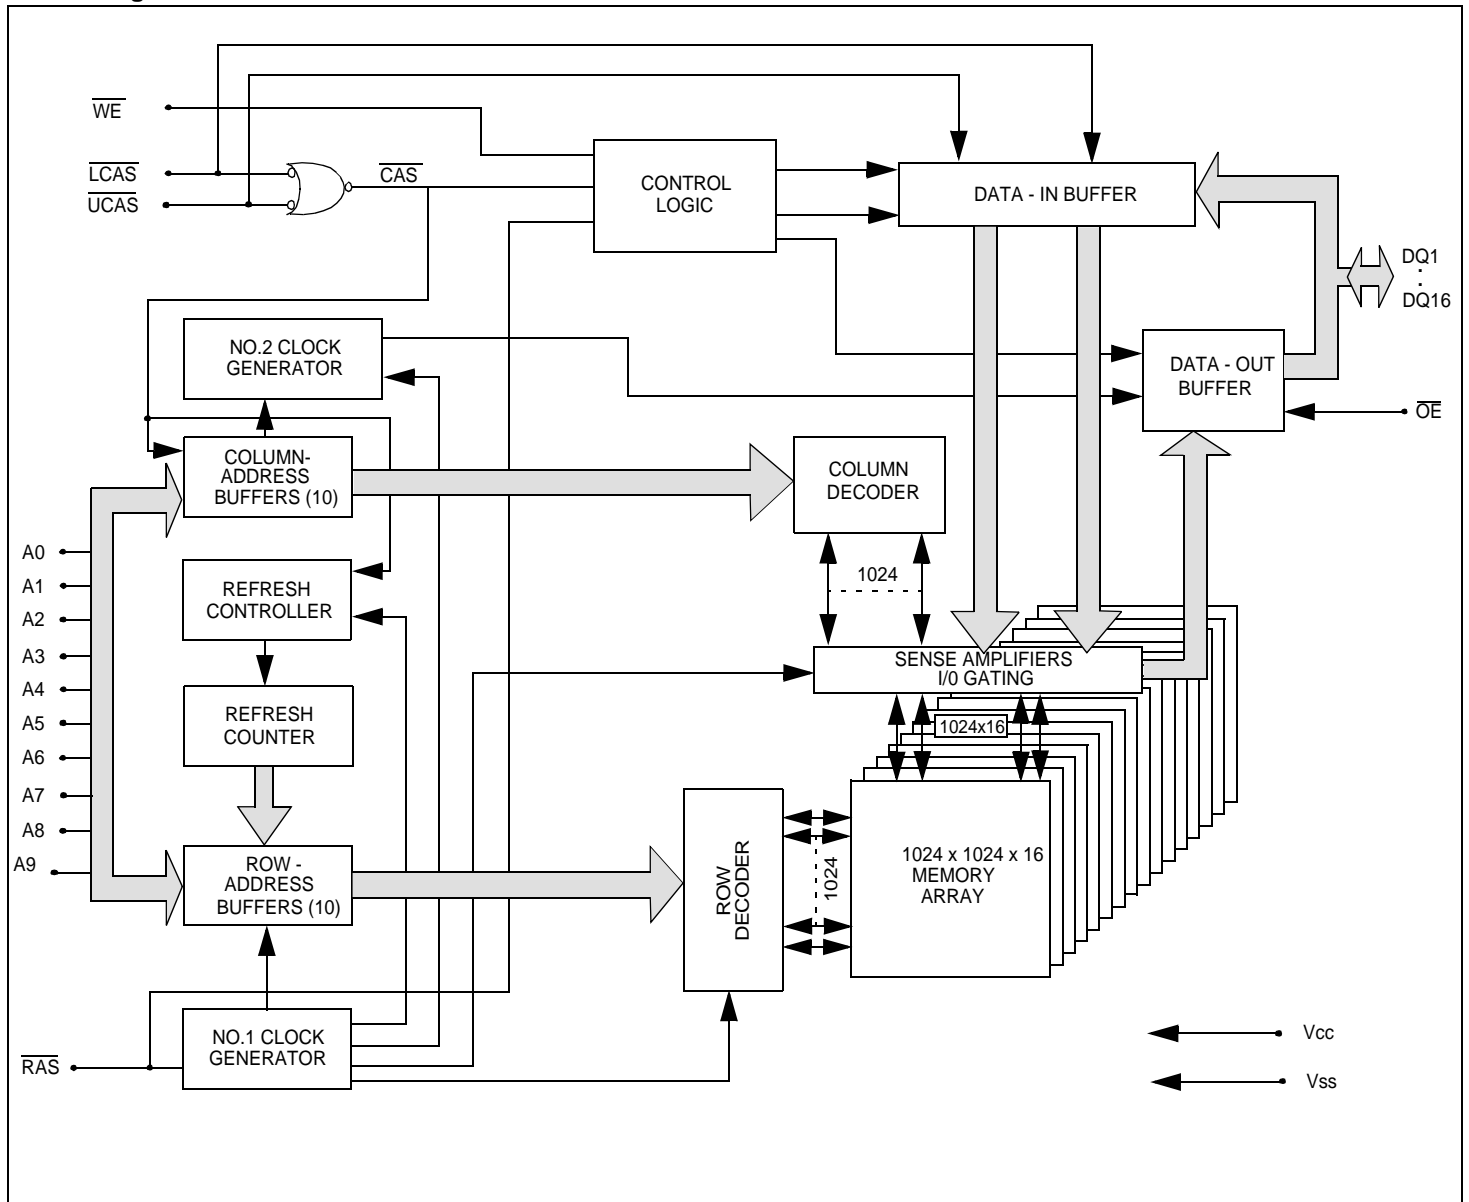 WE
LCAS
UCAS
CAS
CONTROL
LOGIC
DATA - IN BUFFER
DQ1
.
.
DQ16
NO.2 CLOCK
GENERATOR
DATA - OUT
BUFFER
OE
COLUMN-
ADDRESS
BUFFERS (10)
COLUMN
DECODER
A0
A1
A2
A3
A4
A5
A6
A7
A8
A9
REFRESH
CONTROLLER
1024
SENSE AMPLIFIERS
I/0 GATING
REFRESH
COUNTER
1024x16
ROW -
ADDRESS
BUFFERS (10)
ROW
DECODER
1024
1024 x 1024 x 16
MEMORY
ARRAY
NO.1 CLOCK
GENERATOR
RAS
Vcc
Vss